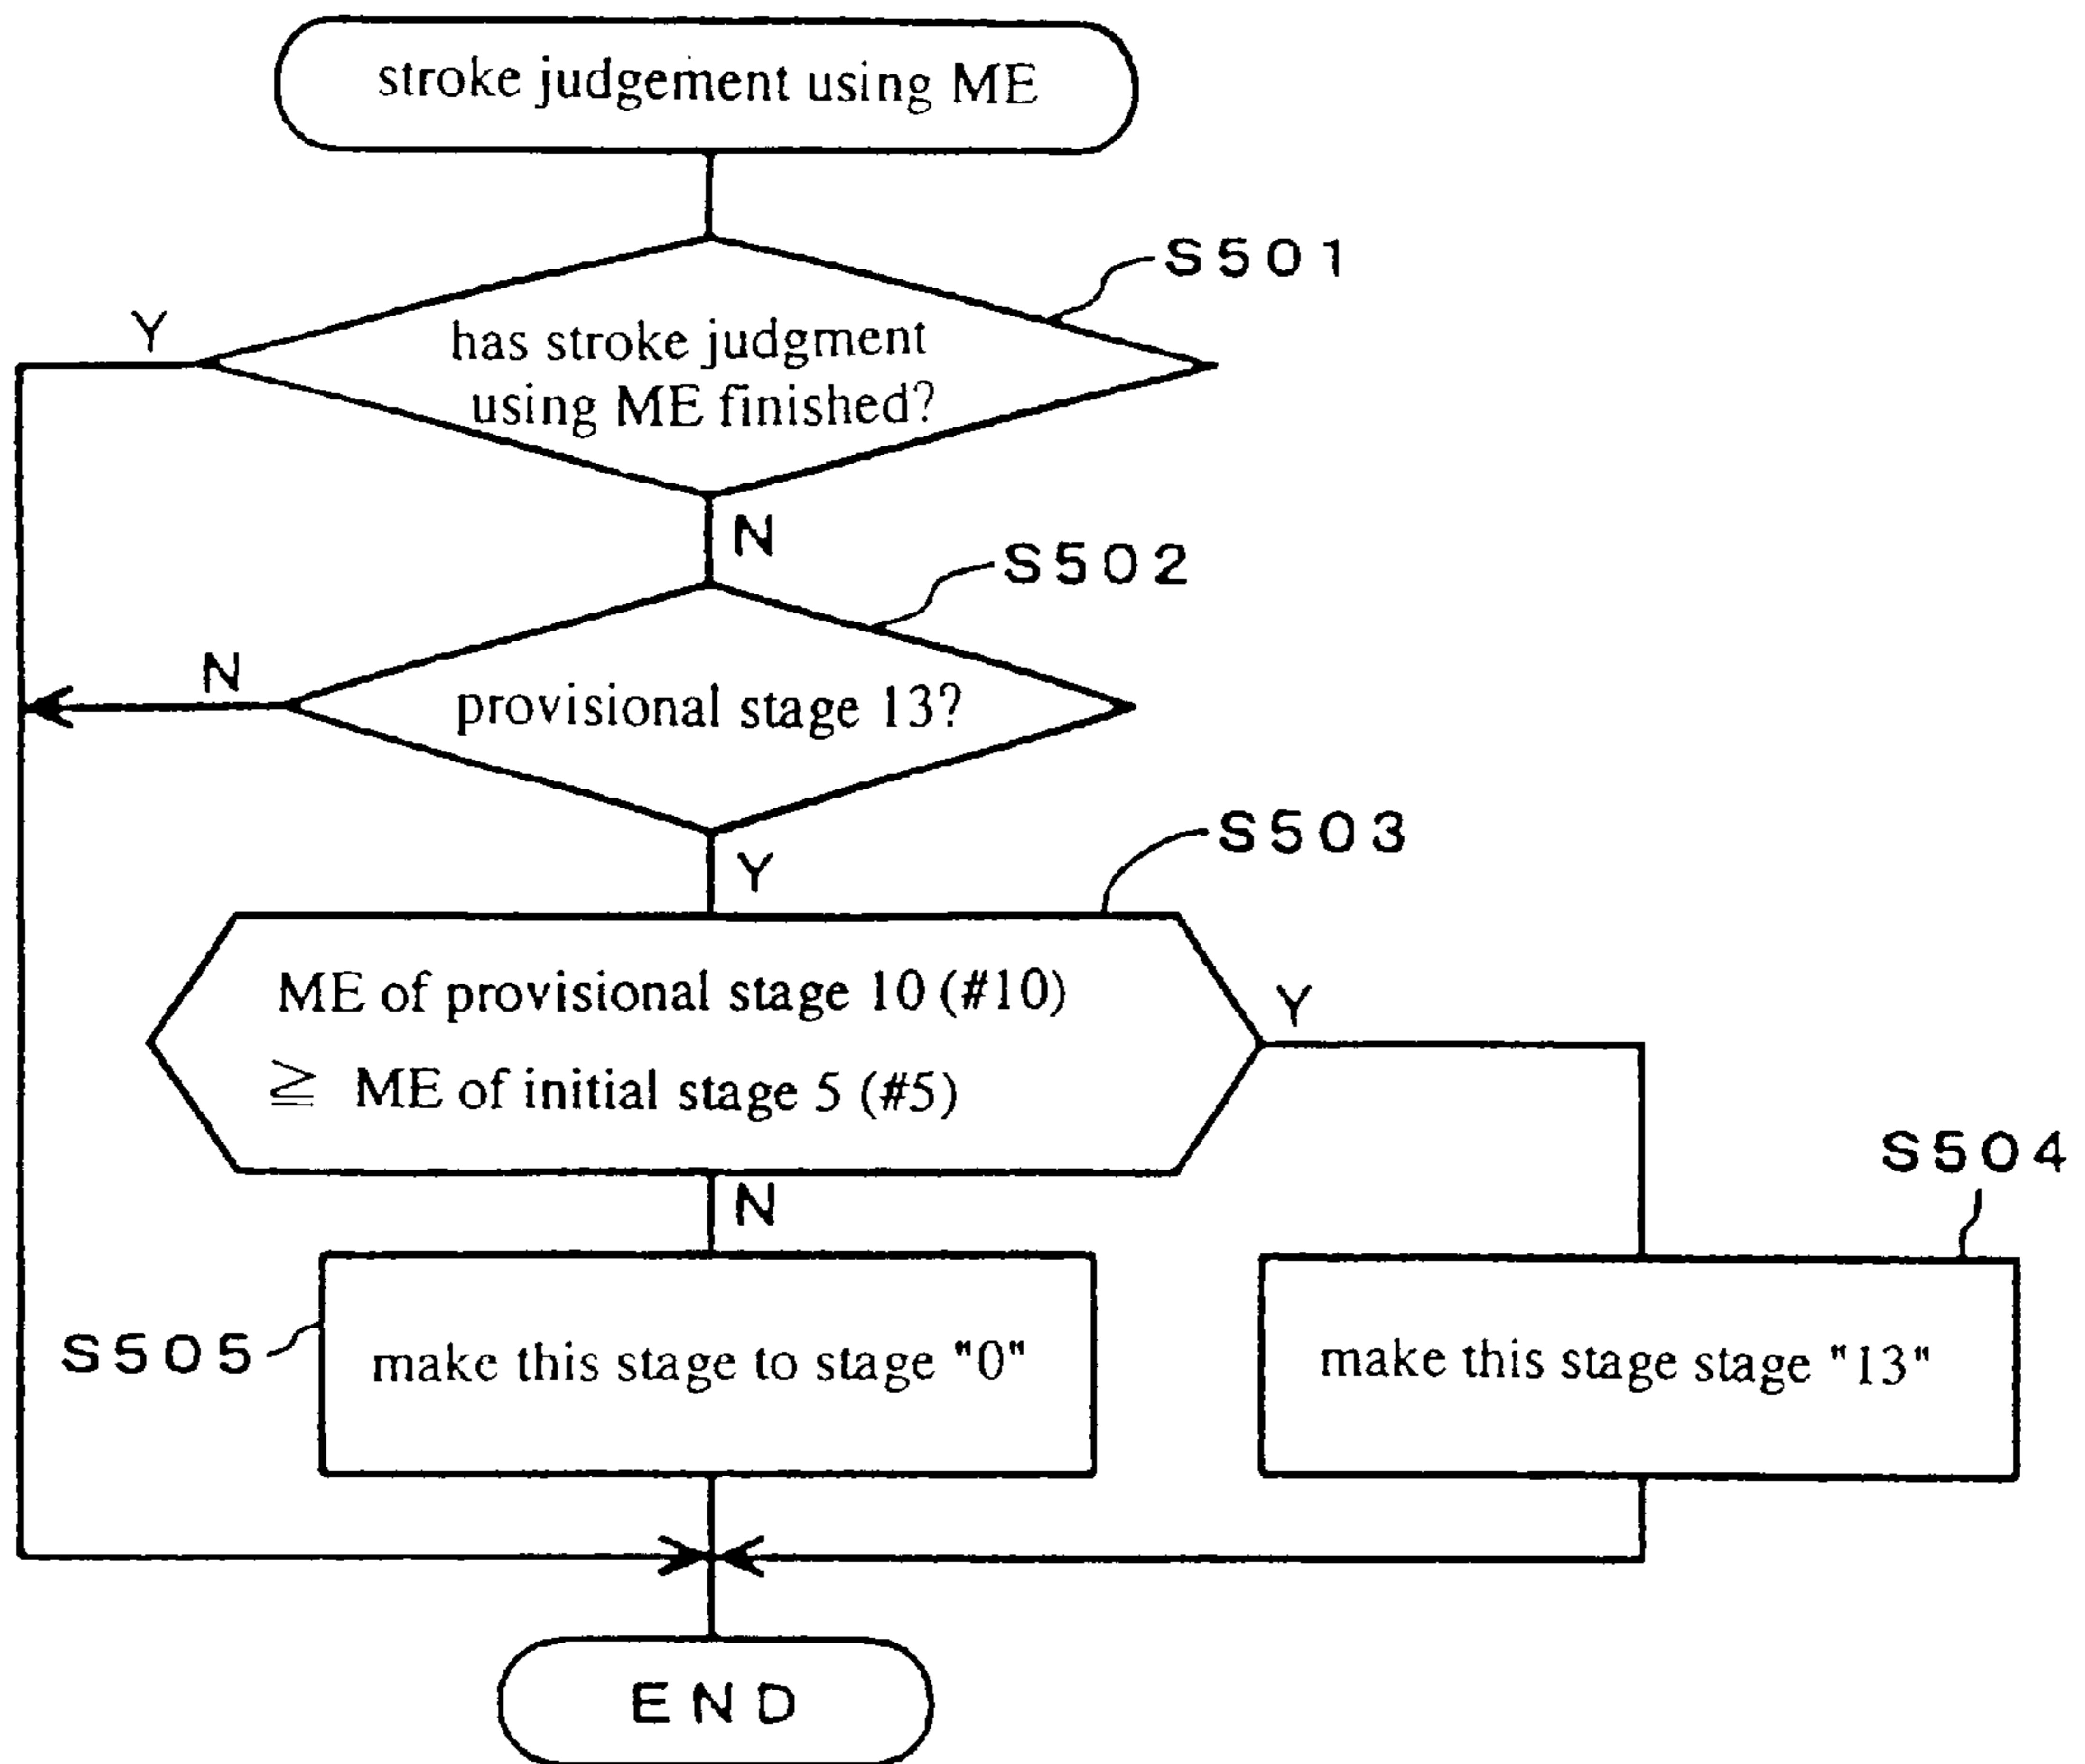 stroke judgement using ME
S501
Y
has stroke judgment
using ME finished?
N
S502
N
provisional stage 13?
S503
Y
ME of provisional stage 10 (#10)
Y
≧ ME of initial stage 5 (#5)
S504
N
S505
make this stage to stage "0"
make this stage stage "13"
END